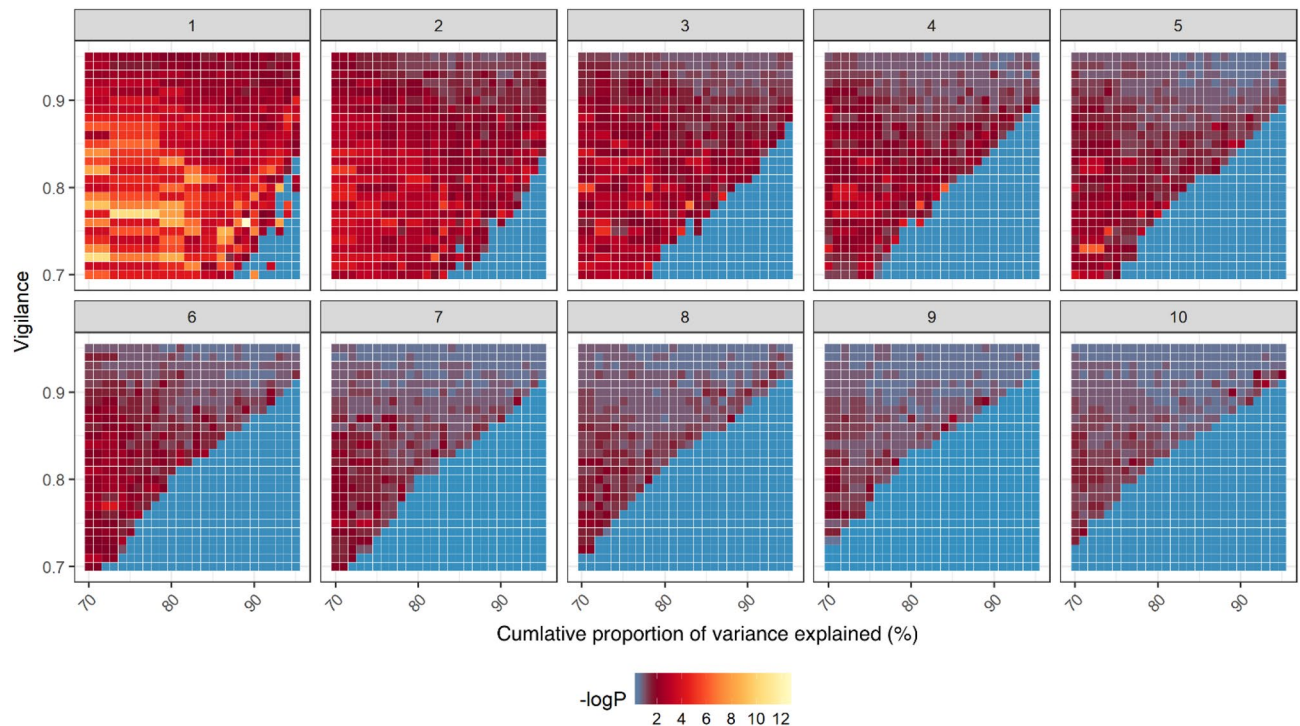 1 2 3 4 5
0.9
0.8
0.7
Vigilance
6 7 8 9 10
0.9
0.8
0.7
70 80 90 70 80 90 70 80 90 70 80 90 70 80 90
Cumlative proportion of variance explained (%)
-logP
2 4 6 8 10 12